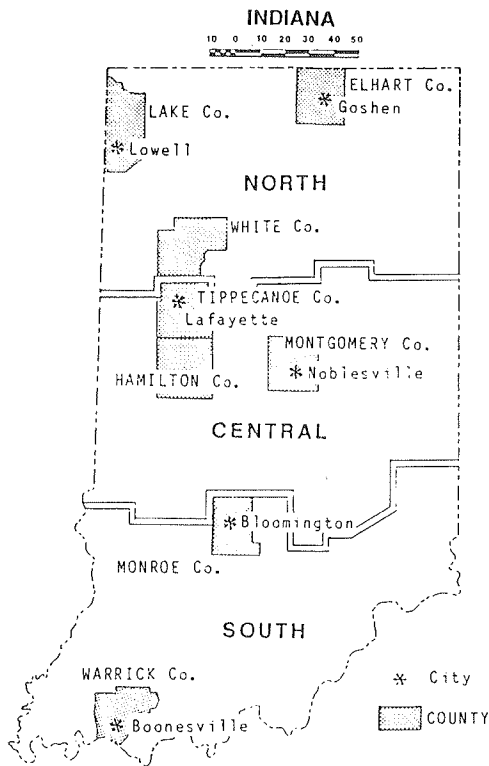 INDIANA
10 0 10 20 30 40 50
ELHART Co.
Goshen
LAKE Co.
Lowell
NORTH
WHITE Co.
TIPPECANOE Co.
Lafayette
MONTGOMERY Co.
Noblesville
HAMILTON Co.
CENTRAL
Bloomington
MONROE Co.
SOUTH
WARRICK Co.
City
Boonesville
COUNTY